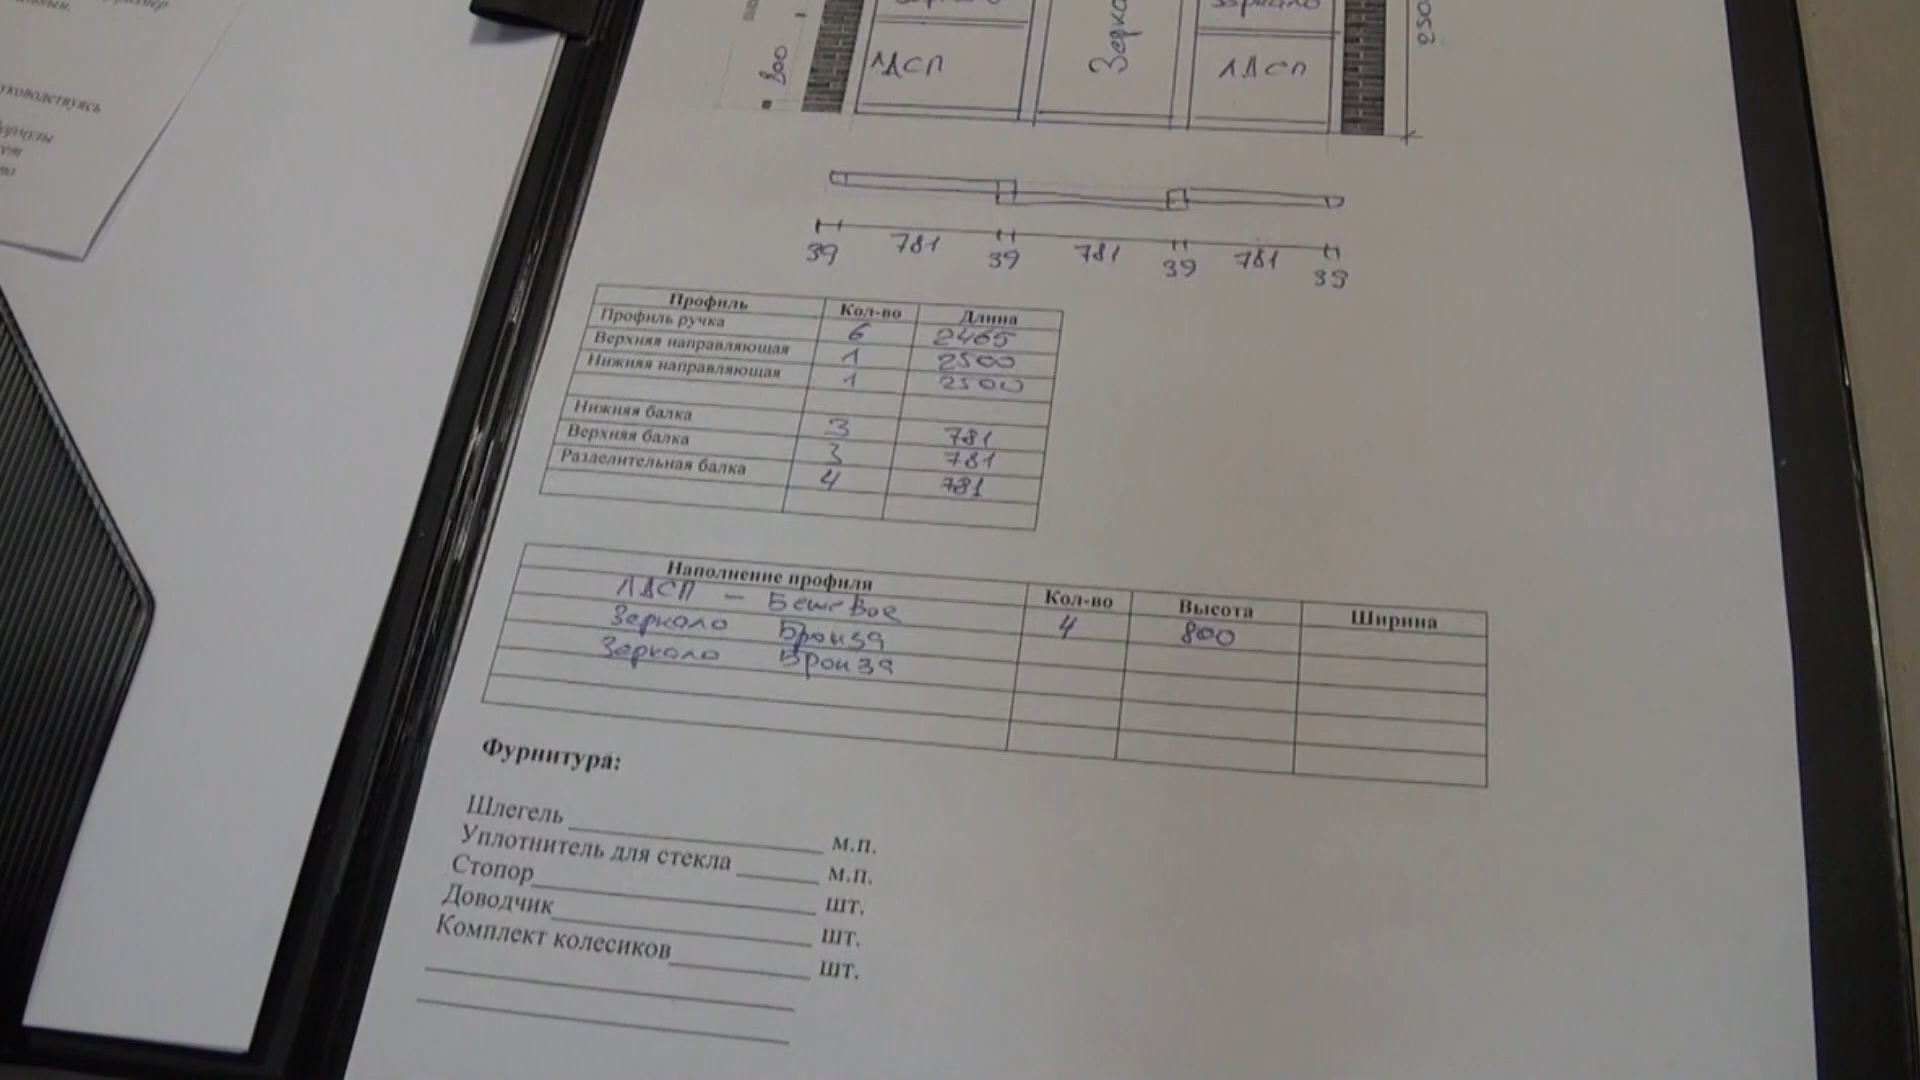 уководствуясь
800
ЛДСП
ЛДСП
39 781 39 781 39 781 39
Профиль Кол-во Длина
Профиль ручка 6 2465
Верхняя направляющая 1 2500
Нижняя направляющая 1 2500
Нижняя балка 3 781
Верхняя балка 3 781
Разделительная балка 4 781
Наполнение профиля Кол-во Высота Ширина
ЛДСП - Бежевое 4 800
Зеркало Бронза
Зеркало Бронза
Фурнитура:
Шлегель м.п.
Уплотнитель для стекла м.п.
Стопор шт.
Доводчик шт.
Комплект колесиков шт.